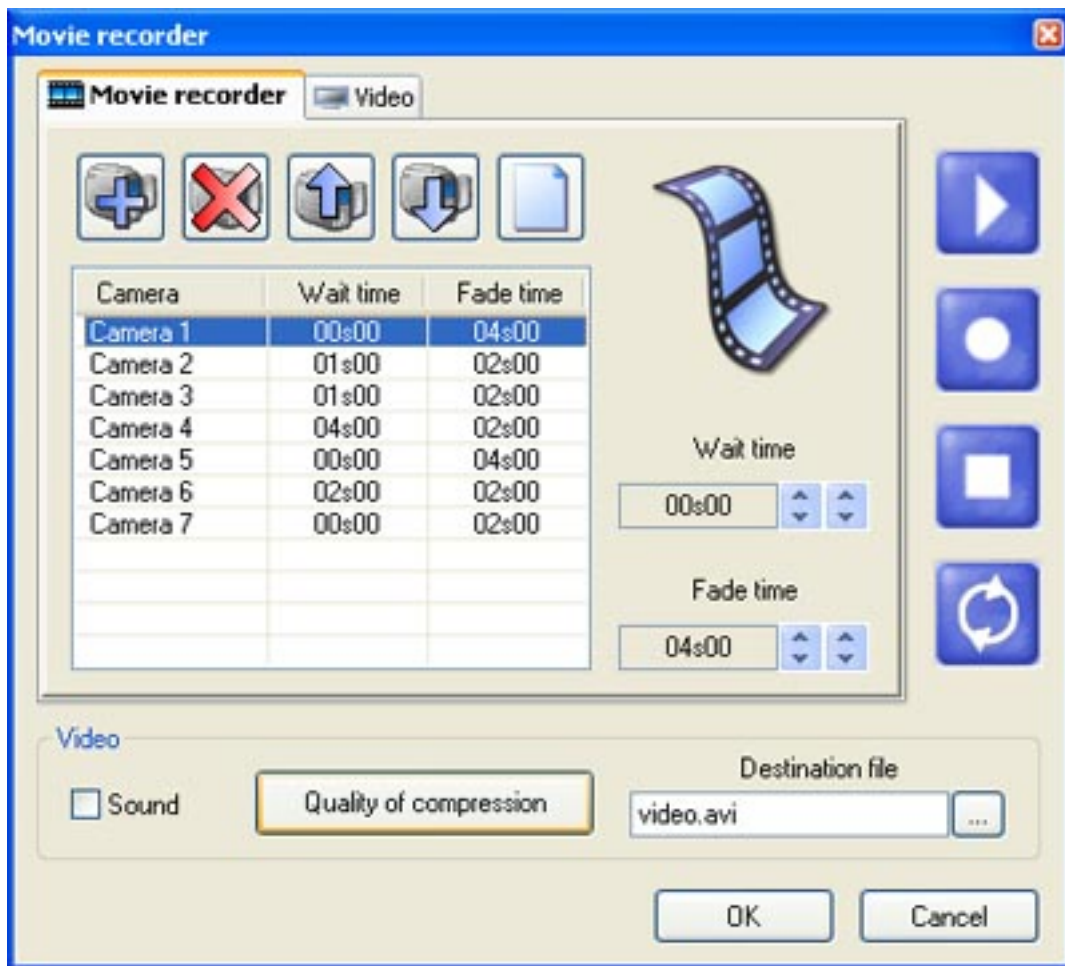 Movie recorder
Movie recorder Video
Camera Wait time Fade time
Camera 1 00s00 04s00
Camera 2 01s00 02s00
Camera 3 01s00 02s00
Camera 4 04s00 02s00
Camera 5 00s00 04s00
Camera 6 02s00 02s00
Camera 7 00s00 02s00
Wait time
00s00
Fade time
04s00
Video
Sound
Quality of compression
Destination file
video.avi
...
OK Cancel